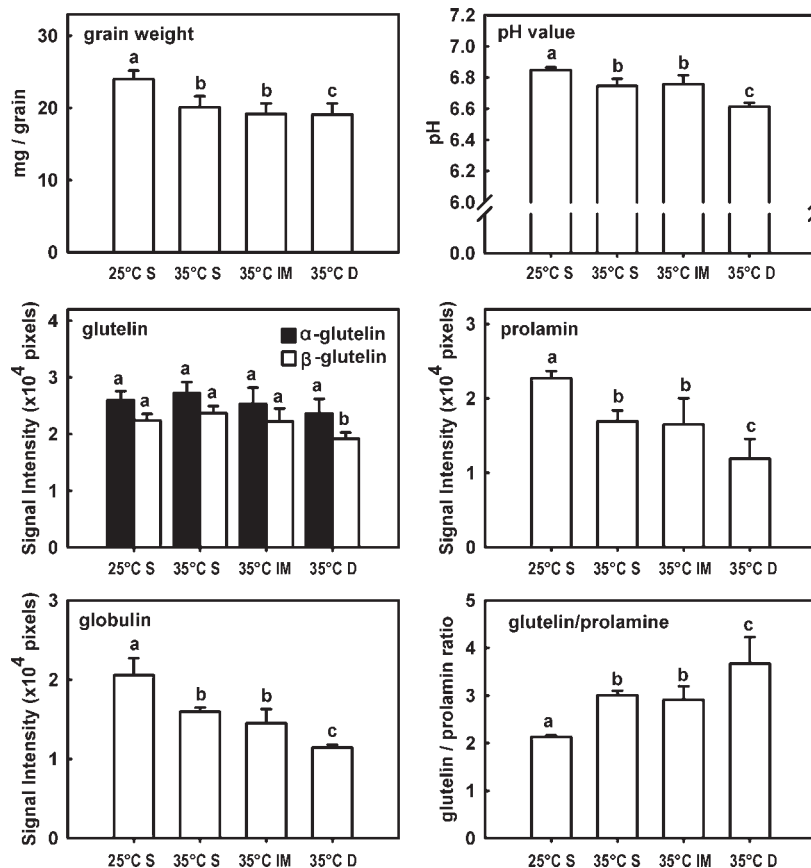 grain weight
mg / grain
30
20
10
0
a
b
b
c
25°C S
35°C S
35°C IM
35°C D
pH value
pH
7.2
7.0
6.8
6.6
6.4
6.2
6.0
0.0
a
b
b
c
25°C S
35°C S
35°C IM
35°C D
glutelin
α-glutelin
β-glutelin
Signal Intensity (x10⁴ pixels)
4
3
2
1
0
a
a
a
a
a
a
a
b
25°C S
35°C S
35°C IM
35°C D
prolamin
Signal Intensity (x10⁴ pixels)
3
2
1
0
a
b
b
c
25°C S
35°C S
35°C IM
35°C D
globulin
Signal Intensity (x10⁴ pixels)
3
2
1
0
a
b
b
c
25°C S
35°C S
35°C IM
35°C D
glutelin/prolamine
glutelin / prolamin ratio
5
4
3
2
1
0
a
b
b
c
25°C S
35°C S
35°C IM
35°C D